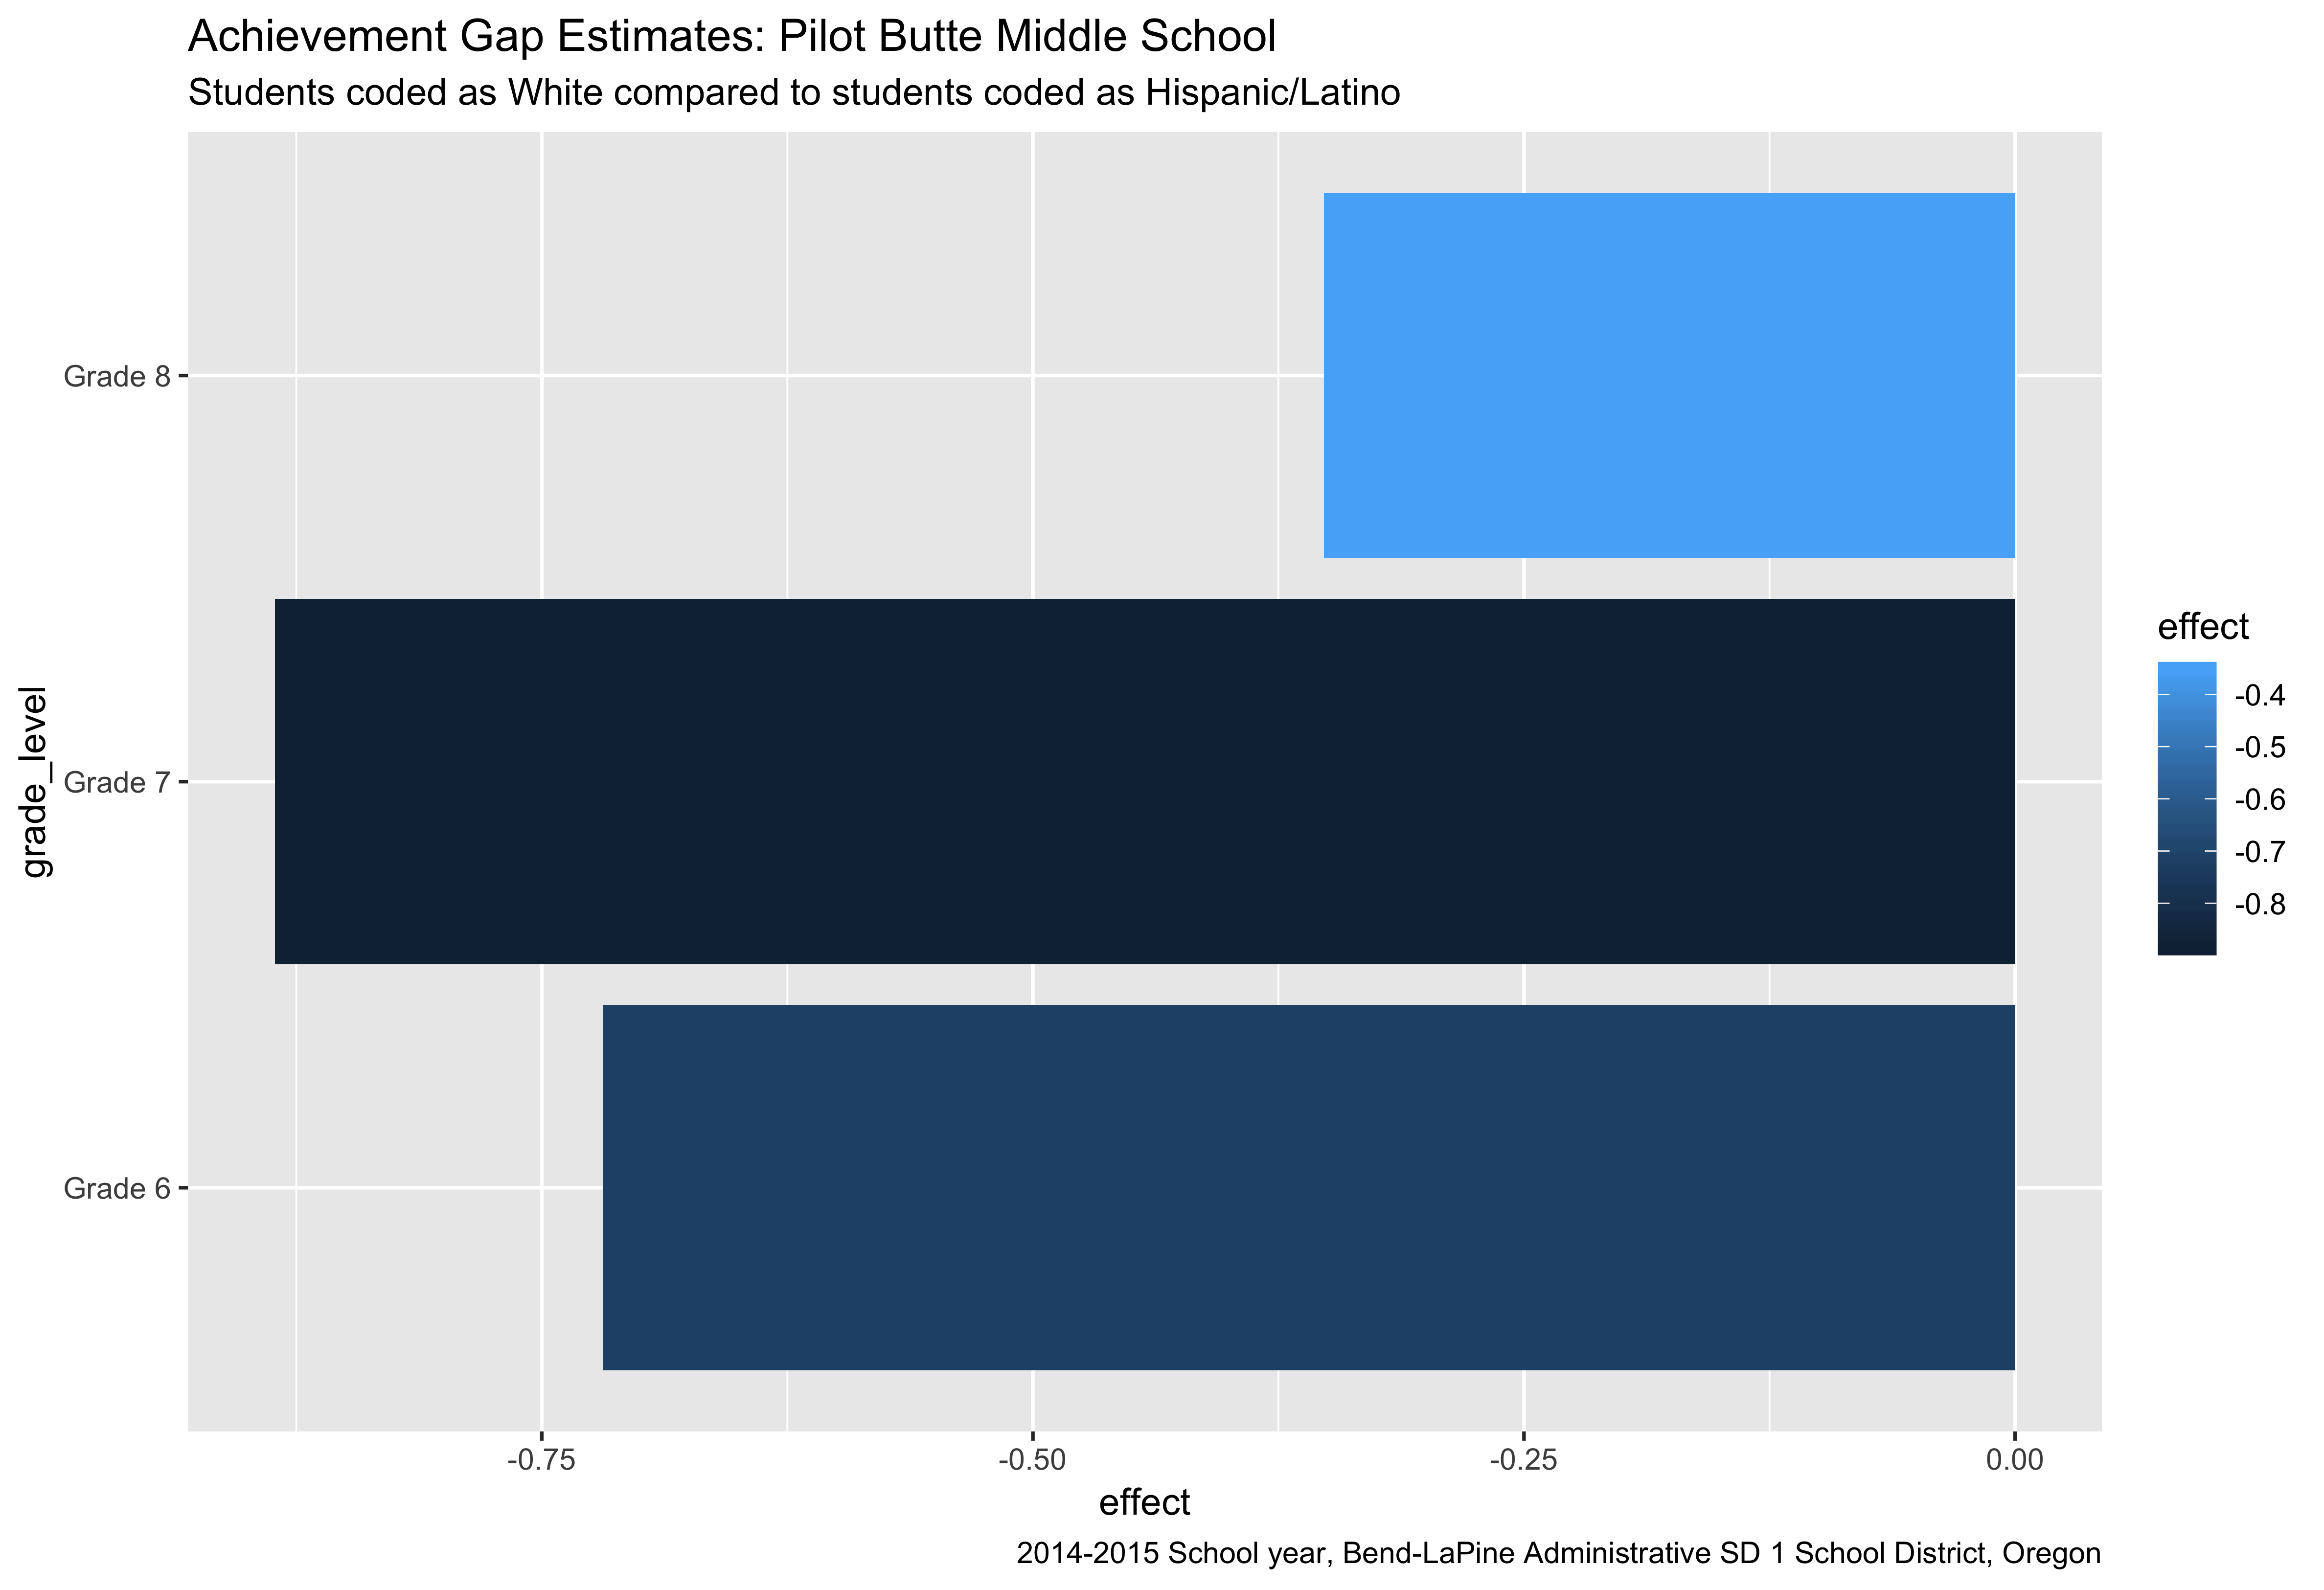 Achievement Gap Estimates: Pilot Butte Middle School
Students coded as White compared to students coded as Hispanic/Latino
grade_level
Grade 8
Grade 7
Grade 6
-0.75
-0.50
-0.25
0.00
effect
effect
-0.4
-0.5
-0.6
-0.7
-0.8
2014-2015 School year, Bend-LaPine Administrative SD 1 School District, Oregon